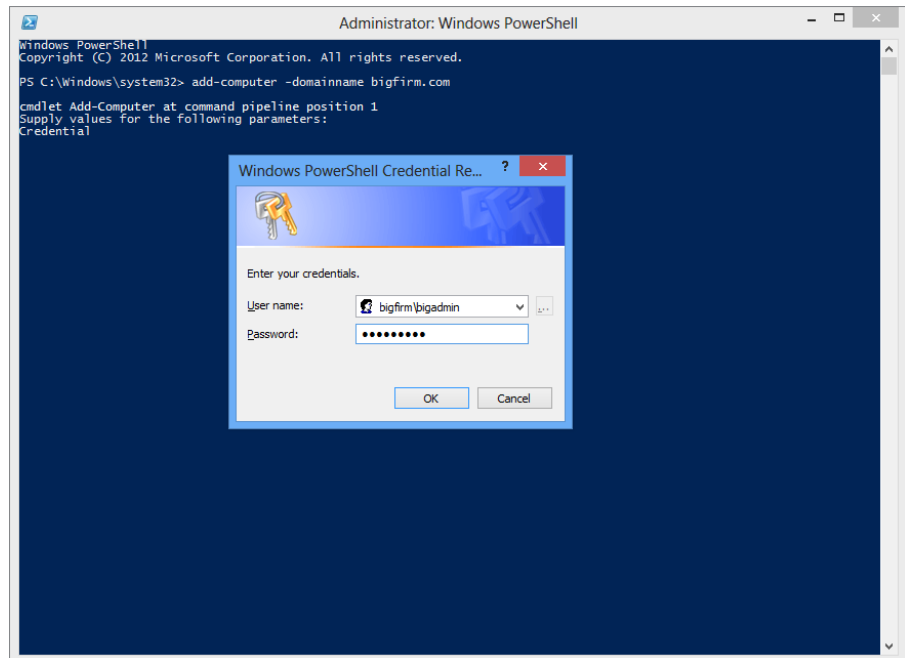 Administrator: Windows PowerShell
Windows PowerShell
Copyright (C) 2012 Microsoft Corporation. All rights reserved.
PS C:\Windows\system32> add-computer -domainname bigfirm.com
cmdlet Add-Computer at command pipeline position 1
Supply values for the following parameters:
Credential
Windows PowerShell Credential Re...
Enter your credentials.
User name: bigfirm\bigadmin ...
Password: •••••••••
OK Cancel